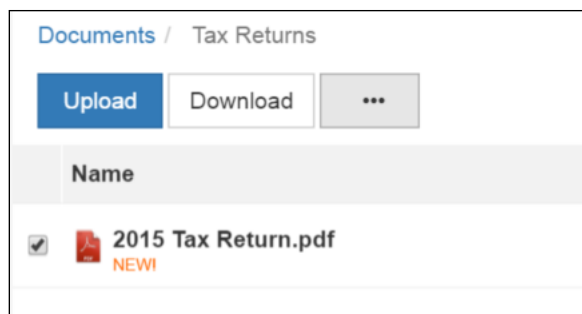 Documents / Tax Returns
Upload Download •••
Name
2015 Tax Return.pdf
NEW!